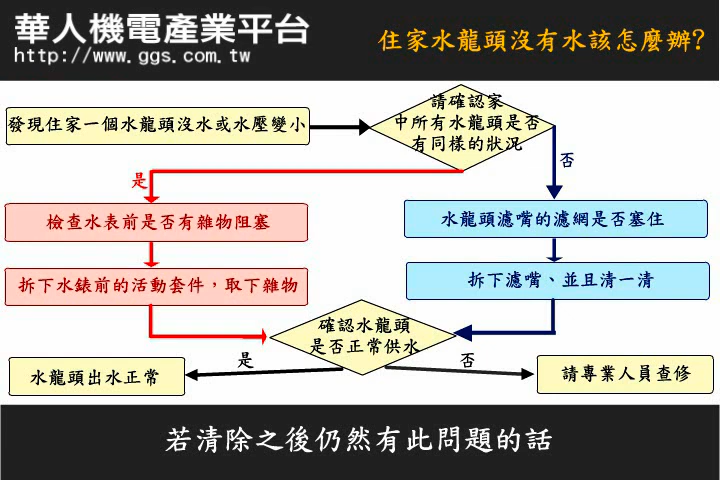 華人機電產業平台
http://www.ggs.com.tw
住家水龍頭沒有水該怎麼辦?
發現住家一個水龍頭沒水或水壓變小
請確認家
中所有水龍頭是否
有同樣的狀況
是
否
檢查水表前是否有雜物阻塞
水龍頭濾嘴的濾網是否塞住
拆下水錶前的活動套件，取下雜物
拆下濾嘴、並且清一清
確認水龍頭
是否正常供水
是
否
水龍頭出水正常
請專業人員查修
若清除之後仍然有此問題的話